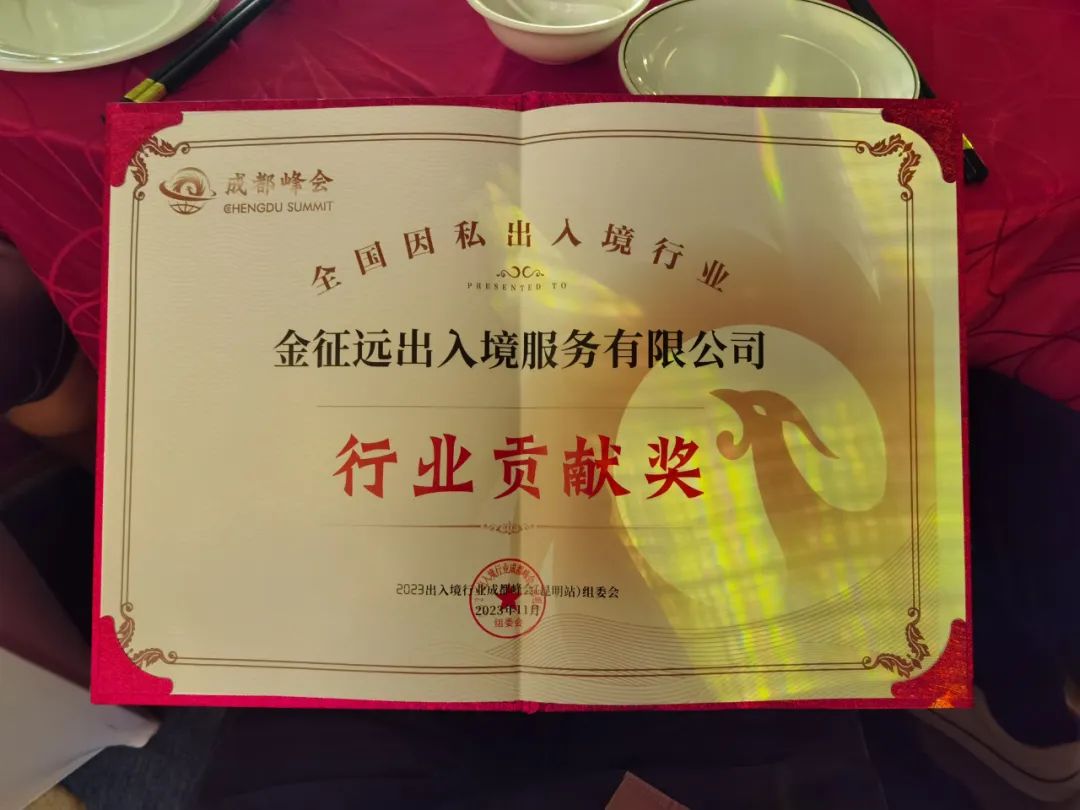 成都峰会
CHENGDU SUMMIT
全国因私出入境行业
PRESENTED TO
金征远出入境服务有限公司
行业贡献奖
2023出入境行业成都峰会(昆明站)组委会
2023年11月
组委会